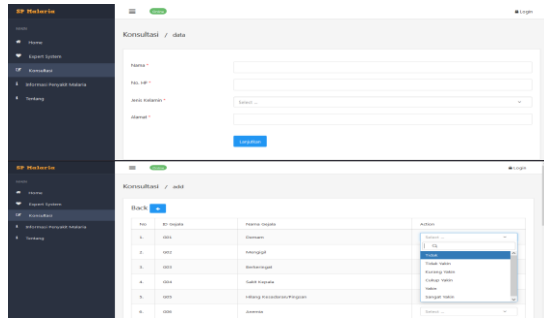 SP Malaria
Login
Home
Expert System
Konsultasi
Informasi Penyakit Malaria
Tentang
Konsultasi / data
Nama *
No. HP *
Jenis Kelamin *
Select ...
Alamat *
Lanjutkan
SP Malaria
Login
Home
Expert System
Konsultasi
Informasi Penyakit Malaria
Tentang
Konsultasi / add
Back
No. ID Gejala Nama Gejala Action
1. G01 Demam Select ...
2. G02 Menggigil
3. G03 Berkeringat
4. G04 Sakit Kepala
5. G05 Hilang Kesadaran/Pingsan
6. G06 Anemia Select ...
Tidak
Tidak Yakin
Kurang Yakin
Cukup Yakin
Yakin
Sangat Yakin